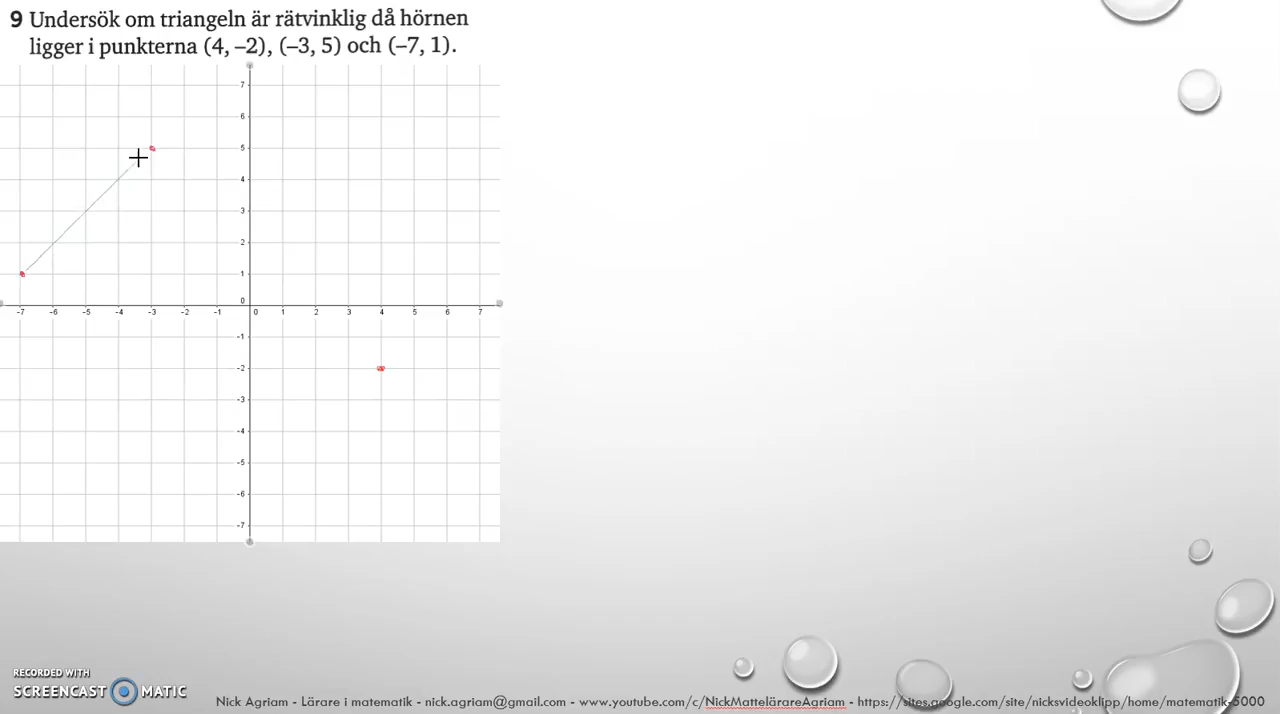 9 Undersök om triangeln är rätvinklig då hörnen
ligger i punkterna (4, –2), (–3, 5) och (–7, 1).
7
6
5
4
3
2
1
0
-7 -6 -5 -4 -3 -2 -1 0 1 2 3 4 5 6 7
-1
-2
-3
-4
-5
-6
-7
RECORDED WITH
SCREENCAST MATIC
Nick Agriam - Lärare i matematik - nick.agriam@gmail.com - www.youtube.com/c/NickMattelärareAgriam - https://sites.google.com/site/nicksvideoklipp/home/matematik-5000